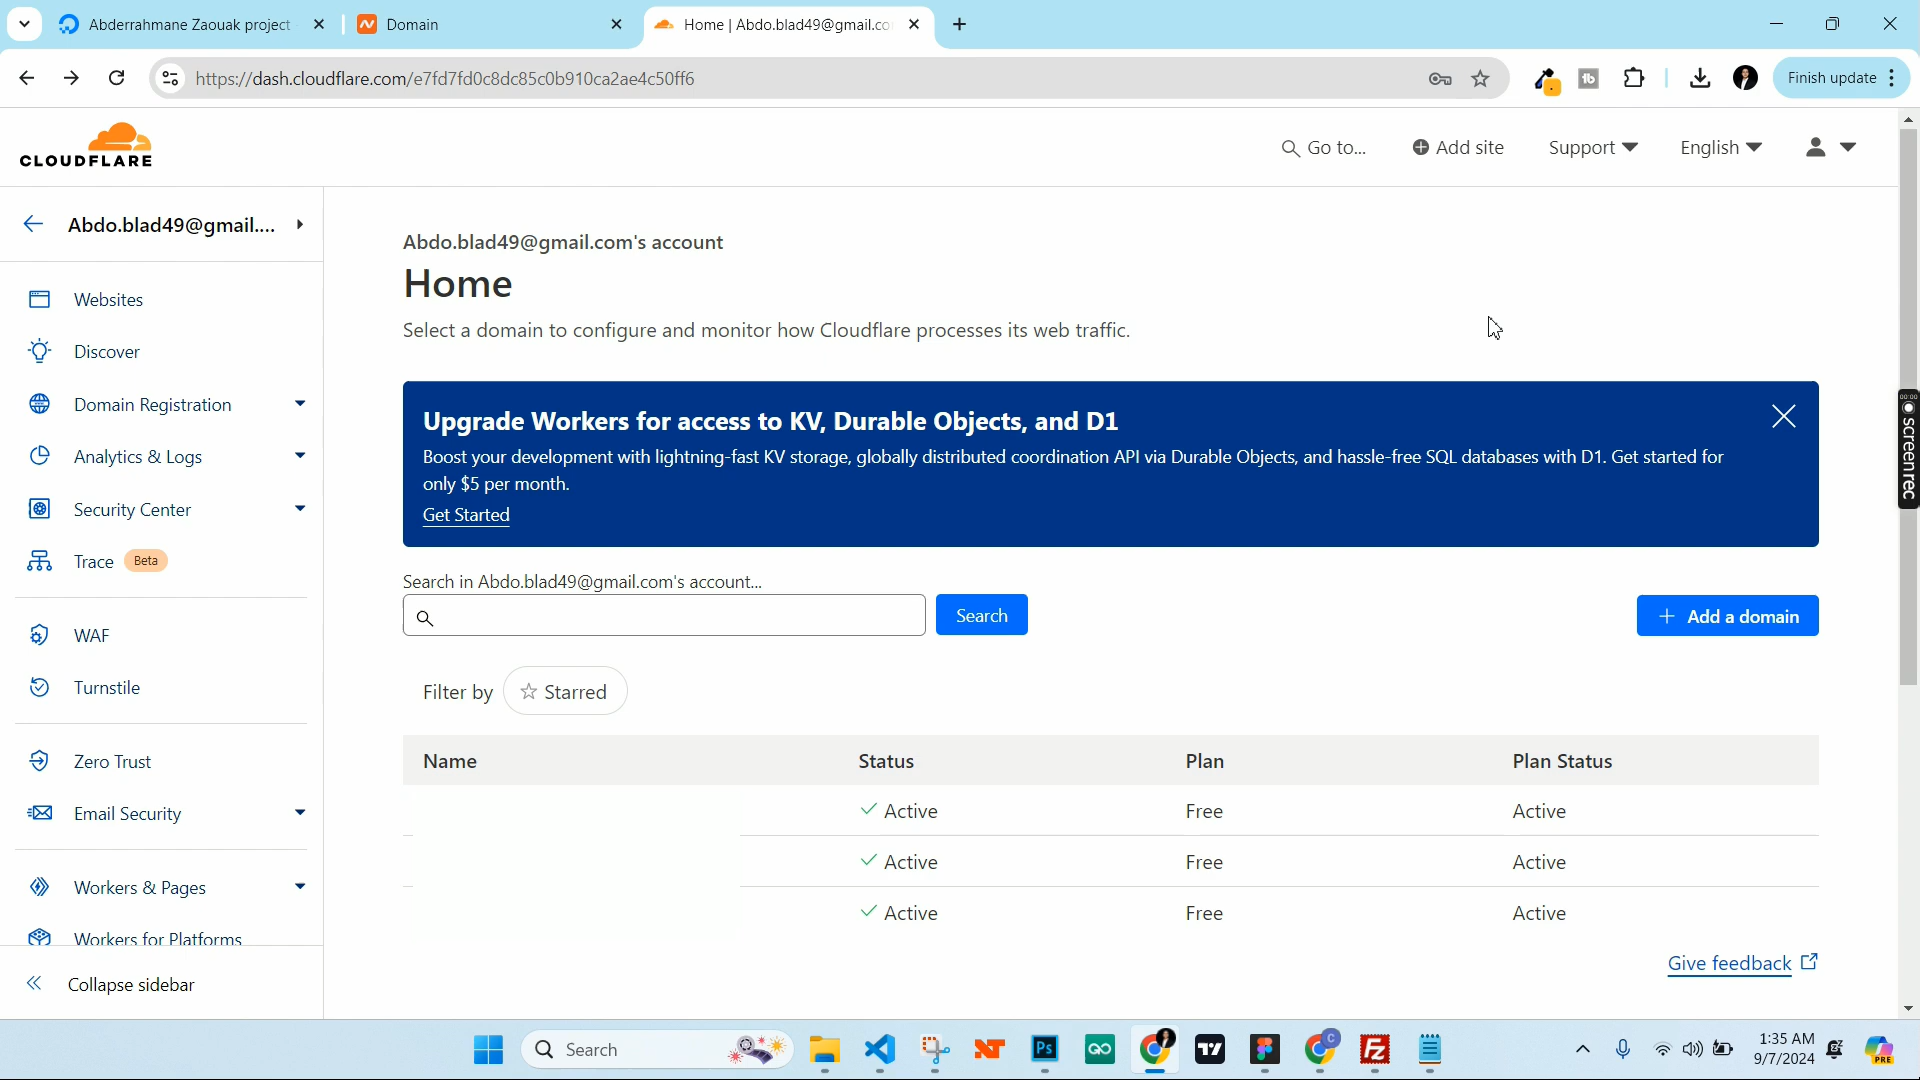 Abderrahmane Zaouak project
Domain
Home | Abdo.blad49@gmail.co
https://dash.cloudflare.com/e7fd7fd0c8dc85c0b910ca2ae4c50ff6
Finish update
CLOUDFLARE
Go to...
Add site
Support
English
Abdo.blad49@gmail....
Websites
Discover
Domain Registration
Analytics & Logs
Security Center
Trace Beta
WAF
Turnstile
Zero Trust
Email Security
Workers & Pages
Workers for Platforms
Collapse sidebar
Abdo.blad49@gmail.com's account
Home
Select a domain to configure and monitor how Cloudflare processes its web traffic.
Upgrade Workers for access to KV, Durable Objects, and D1
Boost your development with lightning-fast KV storage, globally distributed coordination API via Durable Objects, and hassle-free SQL databases with D1. Get started for
only $5 per month.
Get Started
Search in Abdo.blad49@gmail.com's account...
Search
Add a domain
Filter by Starred
Name Status Plan Plan Status
Active Free Active
Active Free Active
Active Free Active
Give feedback
00:00
screenrec
Search
NT
Ps
Fz
1:35 AM
9/7/2024
PRE